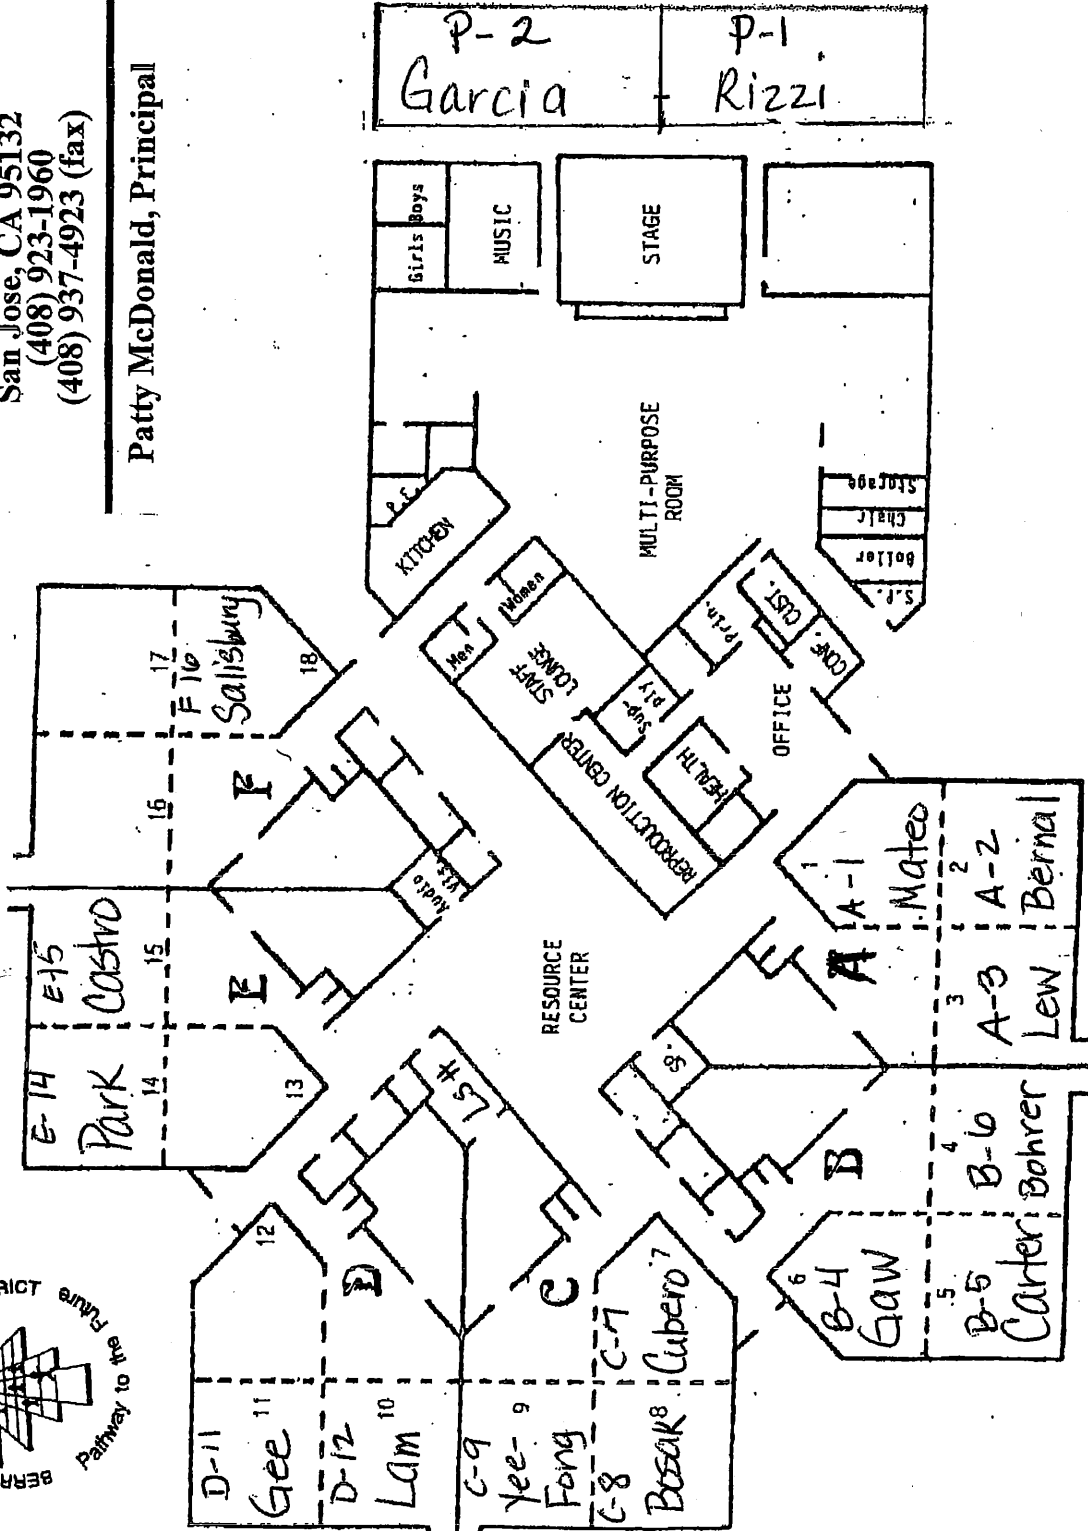 San Jose, CA 95132
(408) 923-1960
(408) 937-4923 (fax)
Patty McDonald, Principal
P-2
Garcia
P-1
Rizzi
Boys
Girls
MUSIC
STAGE
MULTI-PURPOSE
ROOM
P.E.
KITCHEN
Storage
Chair
Boiler
S.P.
Women
Men
STAFF
LOUNGE
Prin.
CUST.
CONF.
Sup-
ply
OFFICE
HEALTH
REPRODUCTION CENTER
17
F 16
Salisbury
18
F
16
Audio
Vis.
E-15
Castro
15
E
E-14
Park
14
13
RESOURCE
CENTER
1
A-1
Mateo
2
A-2
Bernal
A
3
A-3
Lew
LSH
B
4
B-6
Bohrer
6
B-4
Gaw
5
B-5
Carter
12
D
C
D-11
Gee
11
D-12
Lam
10
C-9
Yee-
Fong
9
C-7
Cubero
7
C-8
Bosak
8
RICT
BERR
Pathway to the Future